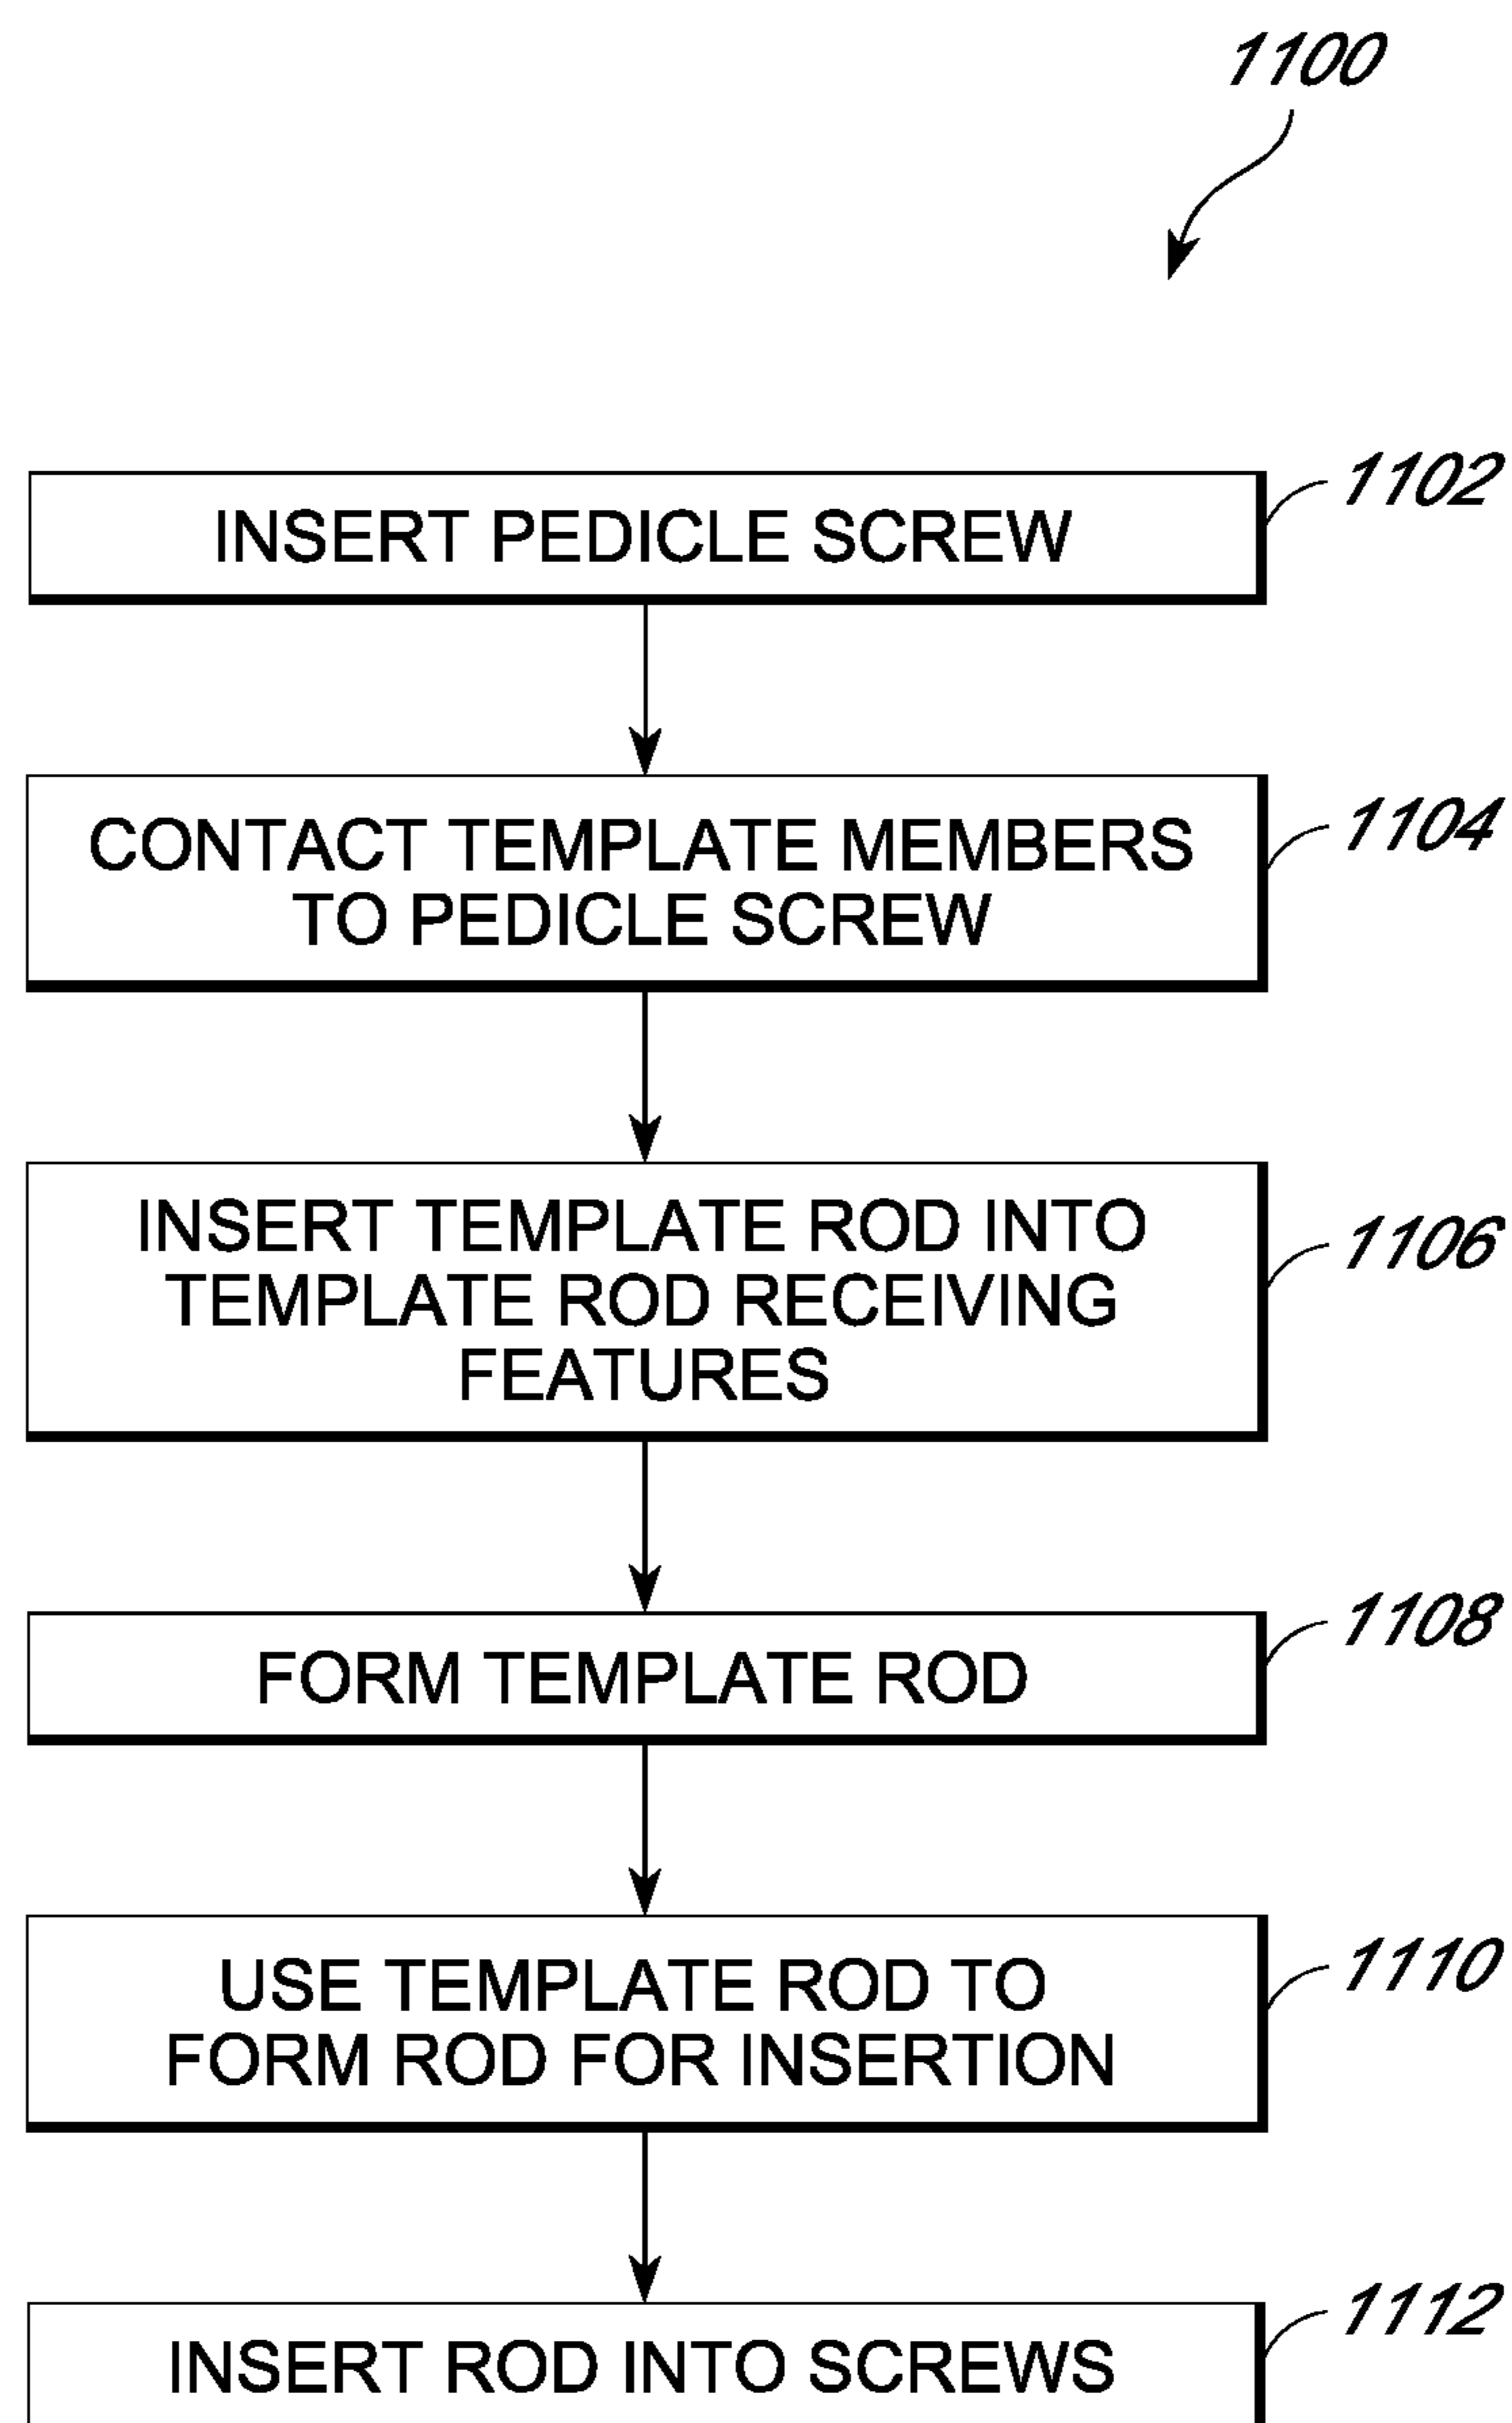 1100
INSERT PEDICLE SCREW
1102
CONTACT TEMPLATE MEMBERS
TO PEDICLE SCREW
1104
INSERT TEMPLATE ROD INTO
TEMPLATE ROD RECEIVING
FEATURES
1106
FORM TEMPLATE ROD
1108
USE TEMPLATE ROD TO
FORM ROD FOR INSERTION
1110
INSERT ROD INTO SCREWS
1112